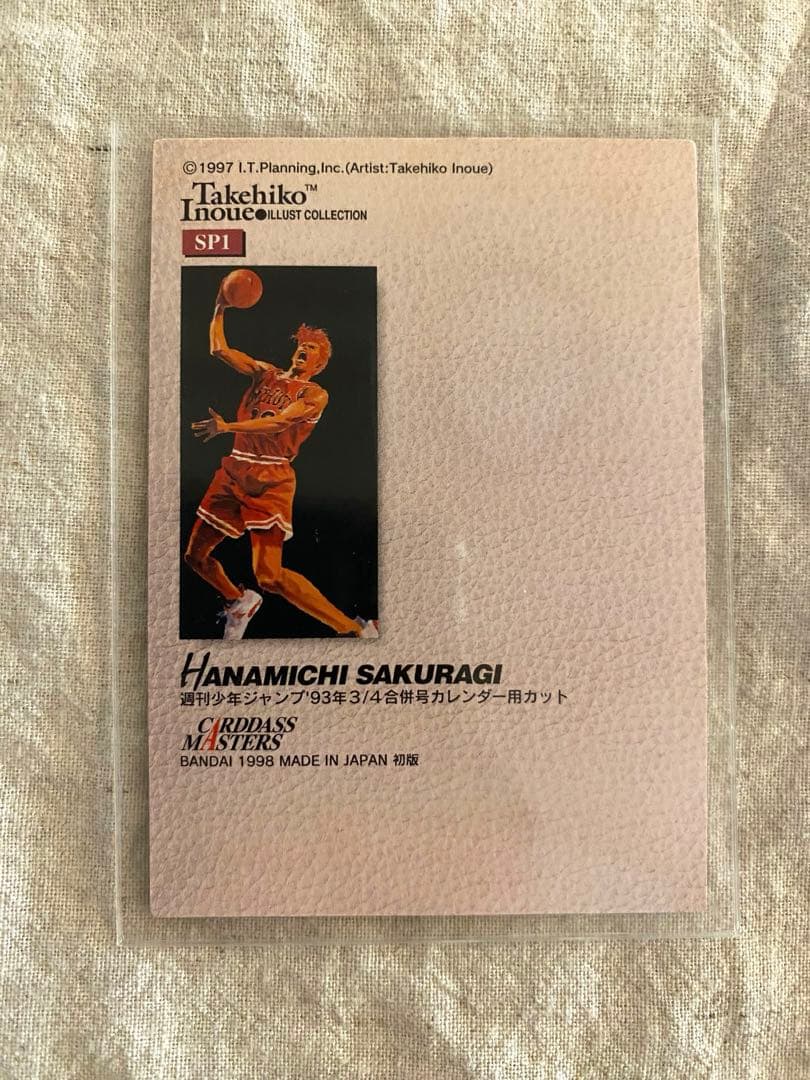 ©1997 I.T.Planning,Inc.(Artist:Takehiko Inoue)
Takehiko™
Inoue●ILLUST COLLECTION
SP1
HANAMICHI SAKURAGI
週刊少年ジャンプ'93年3/4合併号カレンダー用カット
CARDDASS
MASTERS
BANDAI 1998 MADE IN JAPAN 初版